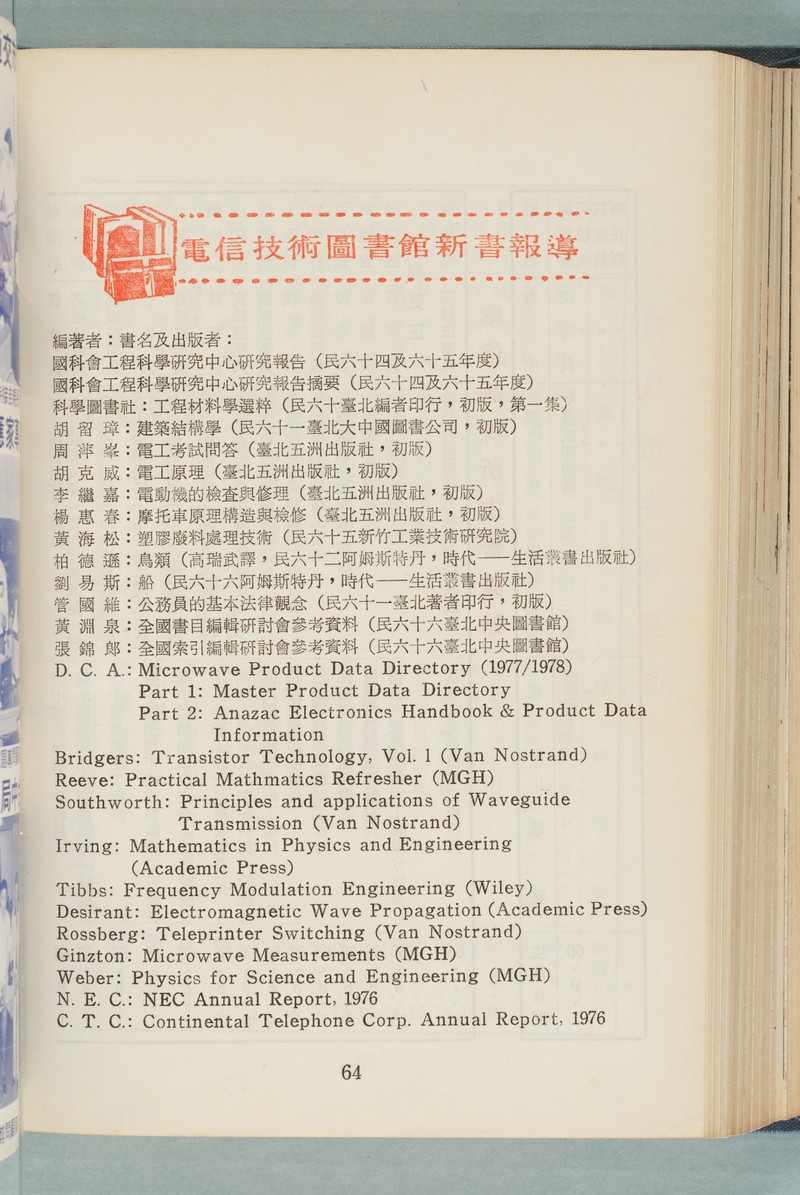 電信技術圖書館新書報導
編著者：書名及出版者：
國科會工程科學研究中心研究報告（民六十四及六十五年度）
國科會工程科學研究中心研究報告摘要（民六十四及六十五年度）
科學圖書社：工程材料學選粹（民六十臺北編者印行，初版，第一集）
胡留璋：建築結構學（民六十一臺北大中國圖書公司，初版）
周萍峯：電工考試問答（臺北五洲出版社，初版）
胡克威：電工原理（臺北五洲出版社，初版）
李繼嘉：電動機的檢查與修理（臺北五洲出版社，初版）
楊惠春：摩托車原理構造與檢修（臺北五洲出版社，初版）
黃海松：塑膠廢料處理技術（民六十五新竹工業技術研究院）
柏德遜：鳥類（高瑞武譯，民六十二阿姆斯特丹，時代——生活叢書出版社）
劉易斯：船（民六十六阿姆斯特丹，時代——生活叢書出版社）
管國維：公務員的基本法律觀念（民六十一臺北著者印行，初版）
黃淵泉：全國書目編輯研討會參考資料（民六十六臺北中央圖書館）
張錦郎：全國索引編輯研討會參考資料（民六十六臺北中央圖書館）
D. C. A.: Microwave Product Data Directory (1977/1978)
Part 1: Master Product Data Directory
Part 2: Anazac Electronics Handbook & Product Data
Information
Bridgers: Transistor Technology, Vol. 1 (Van Nostrand)
Reeve: Practical Mathmatics Refresher (MGH)
Southworth: Principles and applications of Waveguide
Transmission (Van Nostrand)
Irving: Mathematics in Physics and Engineering
(Academic Press)
Tibbs: Frequency Modulation Engineering (Wiley)
Desirant: Electromagnetic Wave Propagation (Academic Press)
Rossberg: Teleprinter Switching (Van Nostrand)
Ginzton: Microwave Measurements (MGH)
Weber: Physics for Science and Engineering (MGH)
N. E. C.: NEC Annual Report, 1976
C. T. C.: Continental Telephone Corp. Annual Report, 1976
64